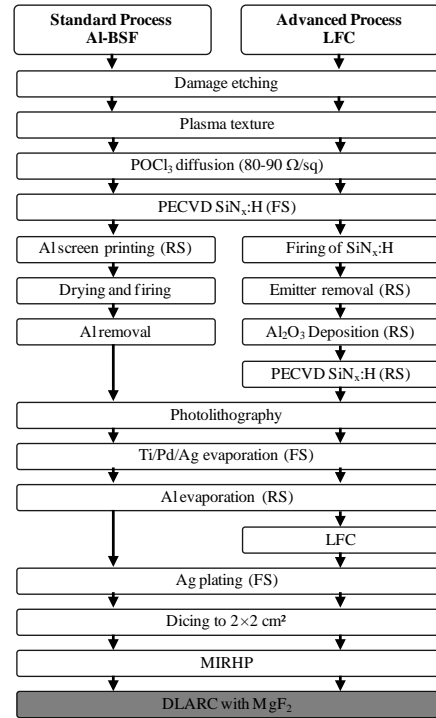 Standard Process
Al-BSF
Advanced Process
LFC
Damage etching
Plasma texture
POCl₃ diffusion (80-90 Ω/sq)
PECVD SiNₓ:H (FS)
Al screen printing (RS)
Firing of SiNₓ:H
Drying and firing
Emitter removal (RS)
Al removal
Al₂O₃ Deposition (RS)
PECVD SiNₓ:H (RS)
Photolithography
Ti/Pd/Ag evaporation (FS)
Al evaporation (RS)
LFC
Ag plating (FS)
Dicing to 2×2 cm²
MIRHP
DLARC with MgF₂